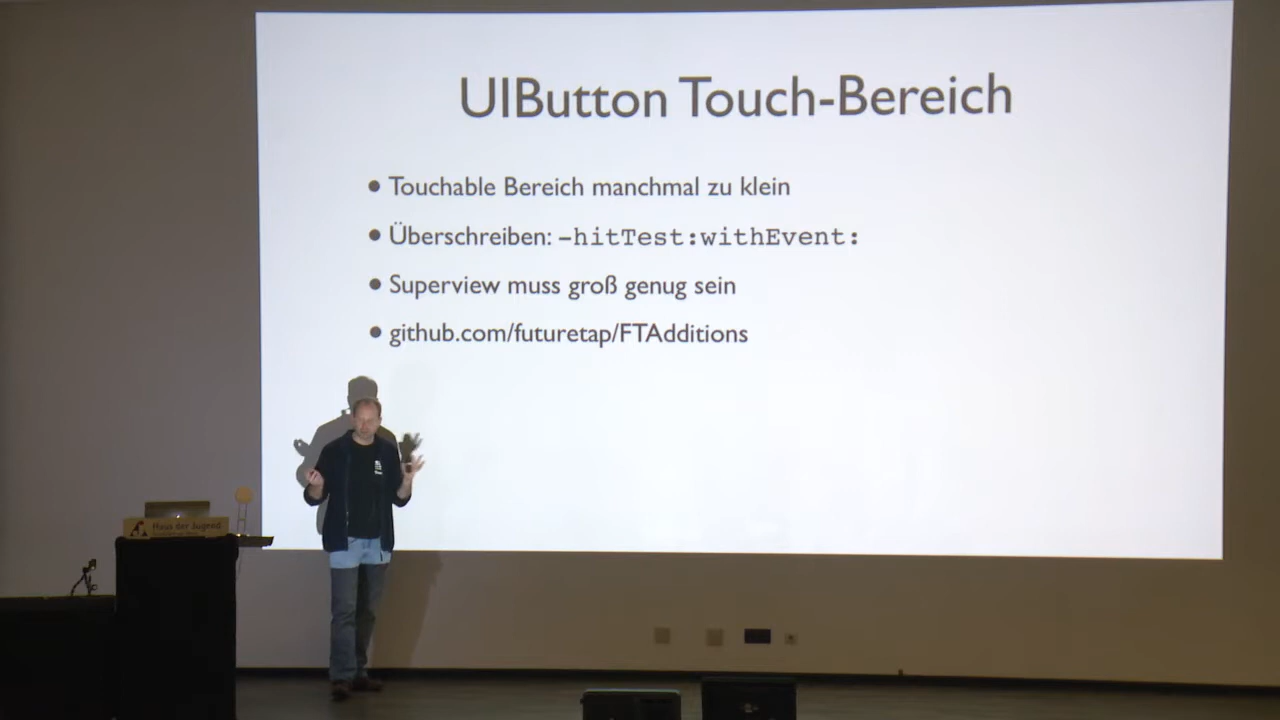 UIButton Touch-Bereich
• Touchable Bereich manchmal zu klein
• Überschreiben: -hitTest:withEvent:
• Superview muss groß genug sein
• github.com/futuretap/FTAdditions
Haus der Jugend